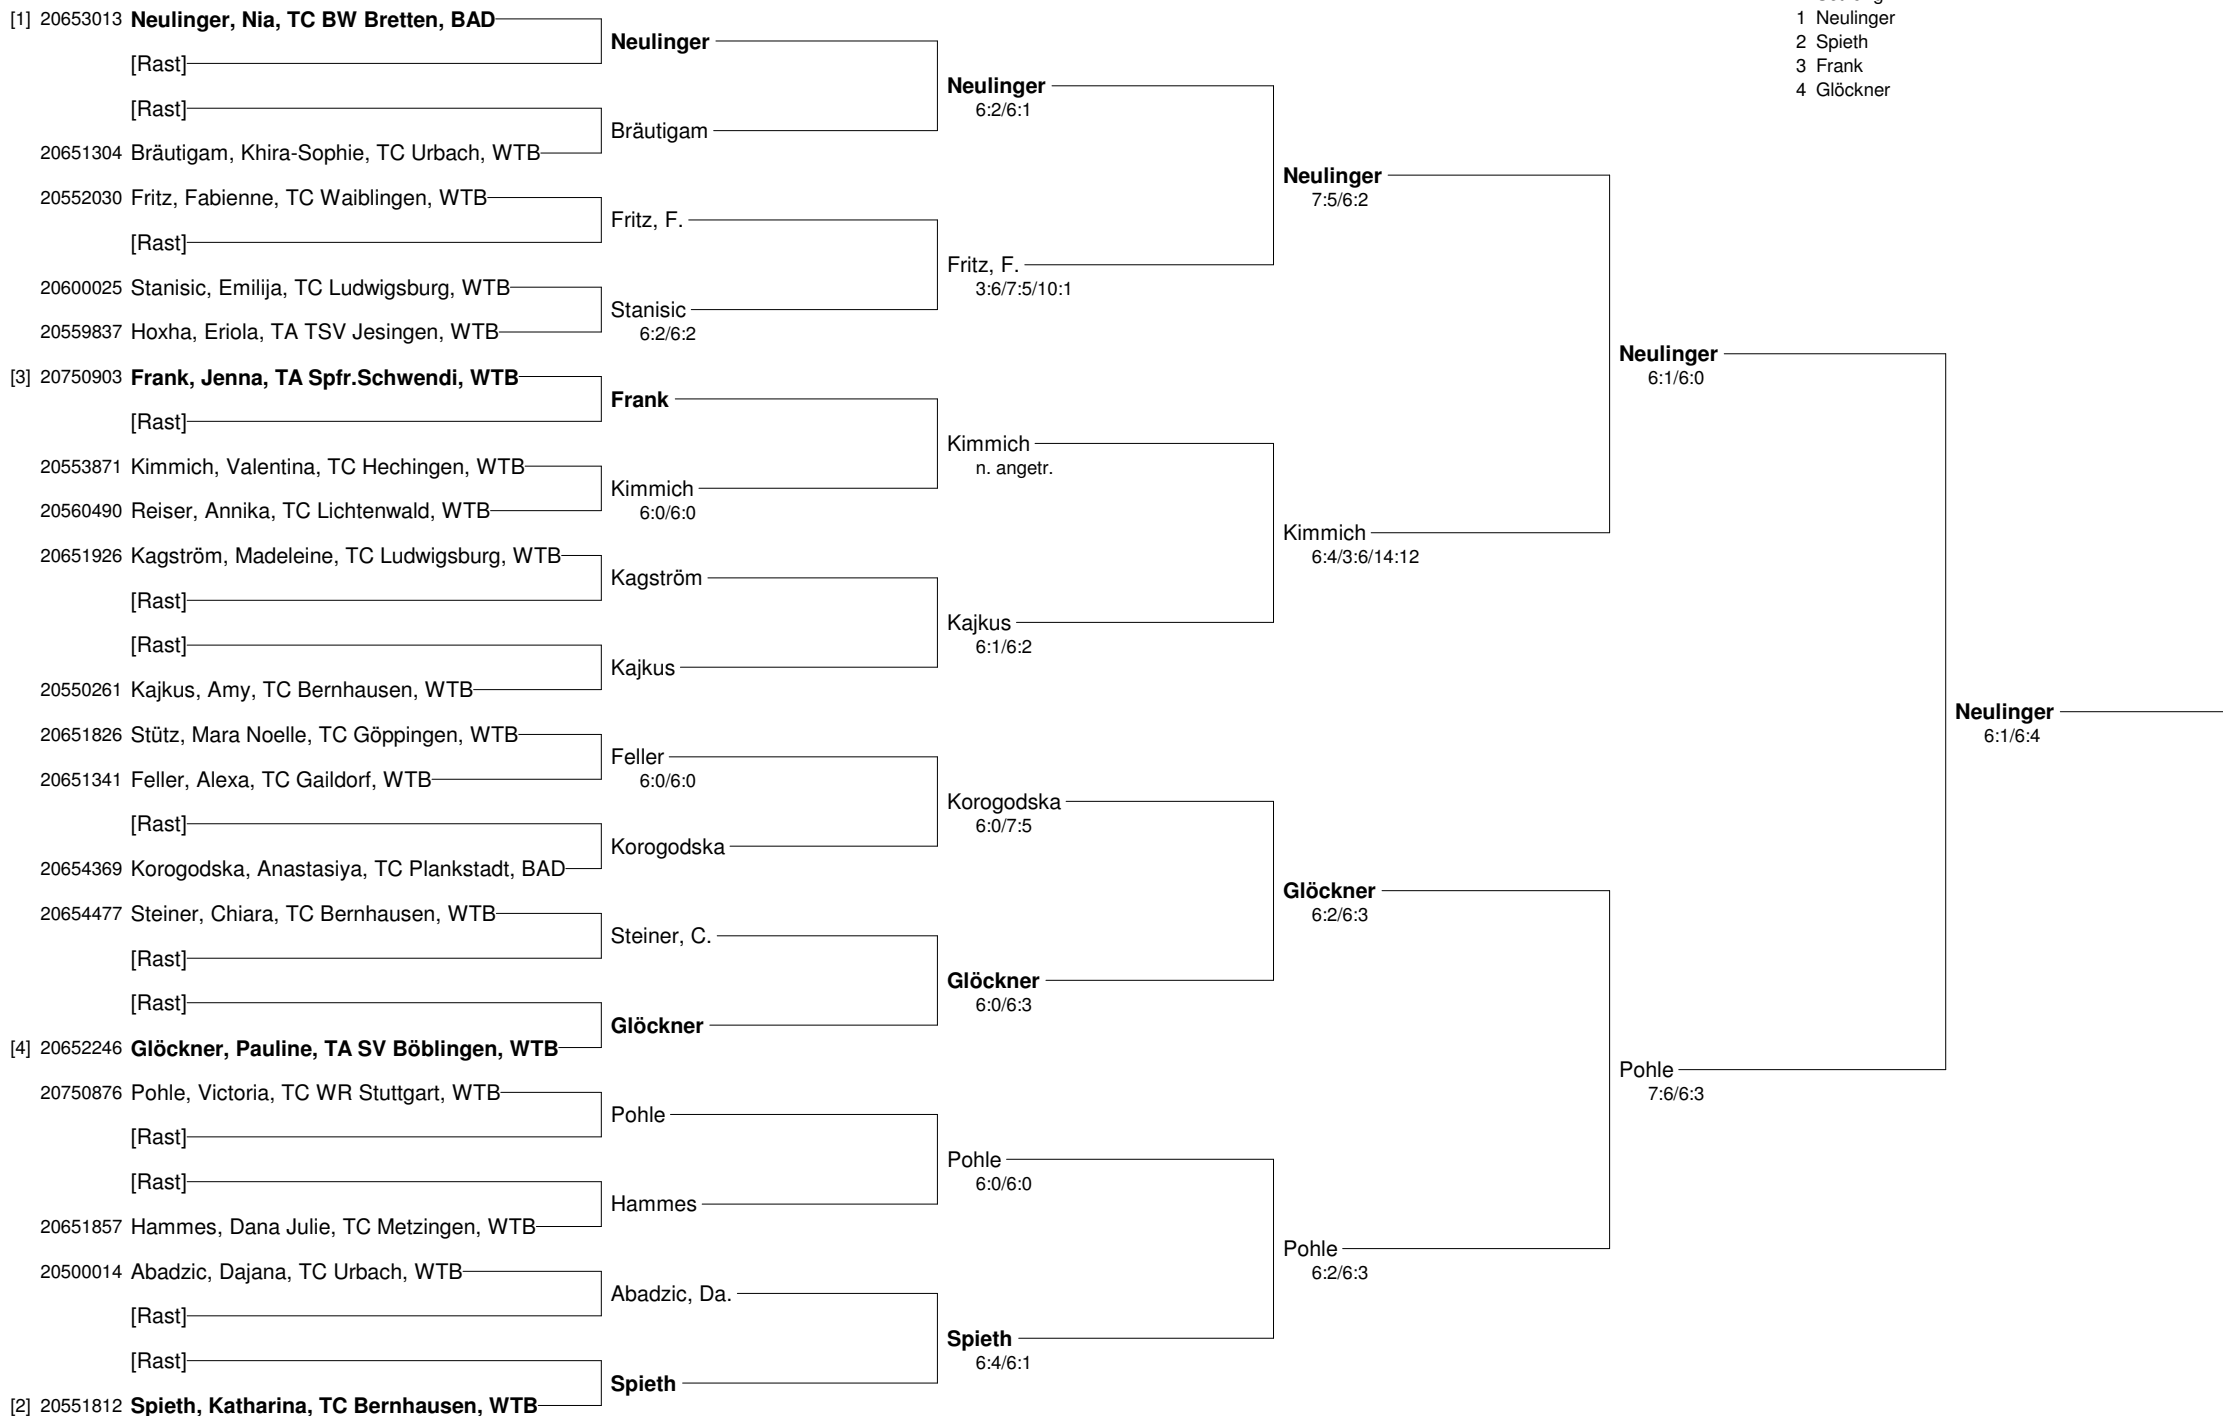 [1] 20653013 Neulinger, Nia, TC BW Bretten, BAD
[Rast]
[Rast]
20651304 Bräutigam, Khira-Sophie, TC Urbach, WTB
20552030 Fritz, Fabienne, TC Waiblingen, WTB
[Rast]
20600025 Stanisic, Emilija, TC Ludwigsburg, WTB
20559837 Hoxha, Eriola, TA TSV Jesingen, WTB
[3] 20750903 Frank, Jenna, TA Spfr.Schwendi, WTB
[Rast]
20553871 Kimmich, Valentina, TC Hechingen, WTB
20560490 Reiser, Annika, TC Lichtenwald, WTB
20651926 Kagström, Madeleine, TC Ludwigsburg, WTB
[Rast]
[Rast]
20550261 Kajkus, Amy, TC Bernhausen, WTB
20651826 Stütz, Mara Noelle, TC Göppingen, WTB
20651341 Feller, Alexa, TC Gaildorf, WTB
[Rast]
20654369 Korogodska, Anastasiya, TC Plankstadt, BAD
20654477 Steiner, Chiara, TC Bernhausen, WTB
[Rast]
[Rast]
[4] 20652246 Glöckner, Pauline, TA SV Böblingen, WTB
20750876 Pohle, Victoria, TC WR Stuttgart, WTB
[Rast]
[Rast]
20651857 Hammes, Dana Julie, TC Metzingen, WTB
20500014 Abadzic, Dajana, TC Urbach, WTB
[Rast]
[Rast]
[2] 20551812 Spieth, Katharina, TC Bernhausen, WTB
Neulinger
Bräutigam
Fritz, F.
Stanisic
6:2/6:2
Frank
Kimmich
6:0/6:0
Kagström
Kajkus
Feller
6:0/6:0
Korogodska
Steiner, C.
Glöckner
Pohle
Hammes
Abadzic, Da.
Spieth
Neulinger
6:2/6:1
Fritz, F.
3:6/7:5/10:1
Kimmich
n. angetr.
Kajkus
6:1/6:2
Korogodska
6:0/7:5
Glöckner
6:0/6:3
Pohle
6:0/6:0
Spieth
6:4/6:1
Neulinger
7:5/6:2
Kimmich
6:4/3:6/14:12
Glöckner
6:2/6:3
Pohle
6:2/6:3
Neulinger
6:1/6:0
Pohle
7:6/6:3
Neulinger
6:1/6:4
1 Neulinger
2 Spieth
3 Frank
4 Glöckner